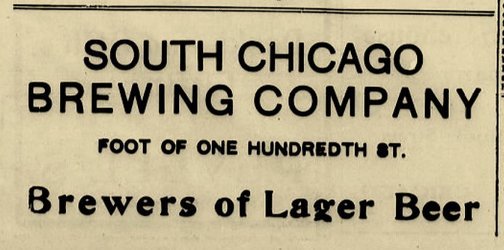 SOUTH CHICAGO
BREWING COMPANY
FOOT OF ONE HUNDREDTH ST.
Brewers of Lager Beer